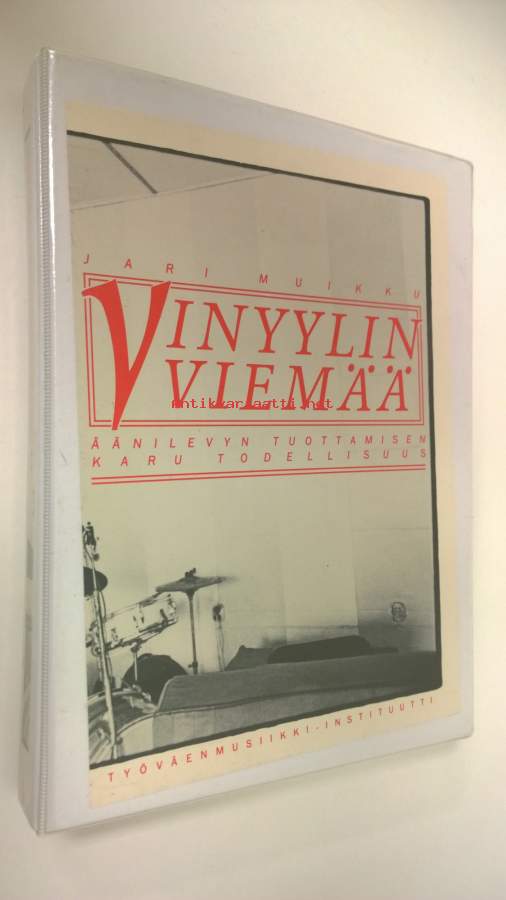 JARI MUIKKU
VINYYLIN
VIEMÄÄ
antikvariaatti.net
ÄÄNILEVYN TUOTTAMISEN
KARU TODELLISUUS
TYÖVÄENMUSIIKKI-INSTITUUTTI